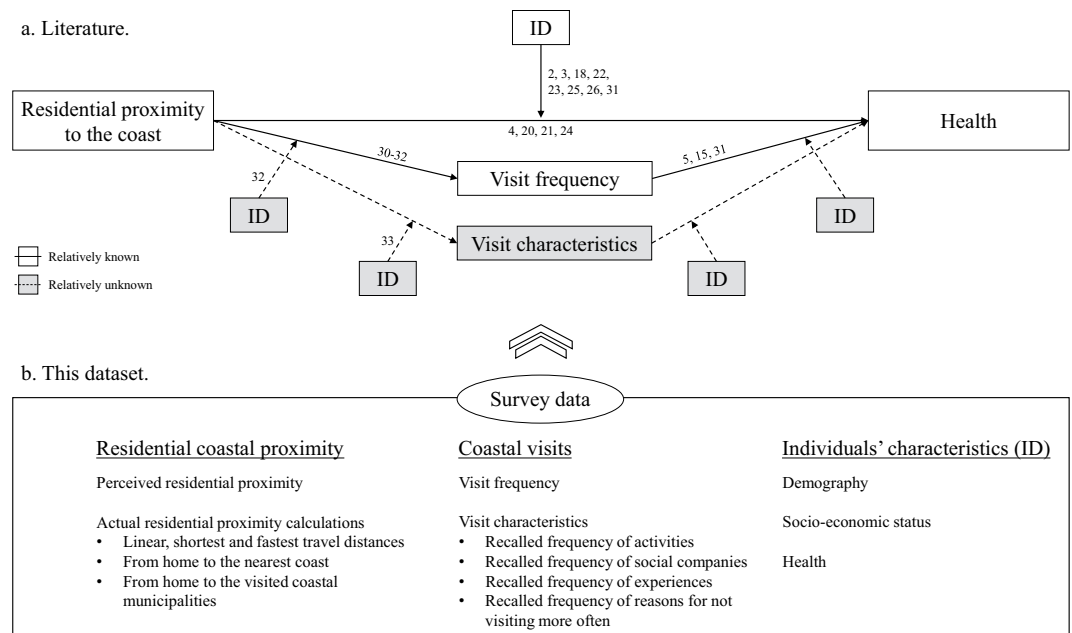 a. Literature.
ID
2, 3, 18, 22,
23, 25, 26, 31
Residential proximity
to the coast
4, 20, 21, 24
Health
30-32
Visit frequency
5, 15, 31
32
ID
ID
Visit characteristics
33
ID
ID
Relatively known
Relatively unknown
b. This dataset.
Survey data
Residential coastal proximity
Perceived residential proximity
Actual residential proximity calculations
• Linear, shortest and fastest travel distances
• From home to the nearest coast
• From home to the visited coastal
municipalities
Coastal visits
Visit frequency
Visit characteristics
• Recalled frequency of activities
• Recalled frequency of social companies
• Recalled frequency of experiences
• Recalled frequency of reasons for not
visiting more often
Individuals’ characteristics (ID)
Demography
Socio-economic status
Health